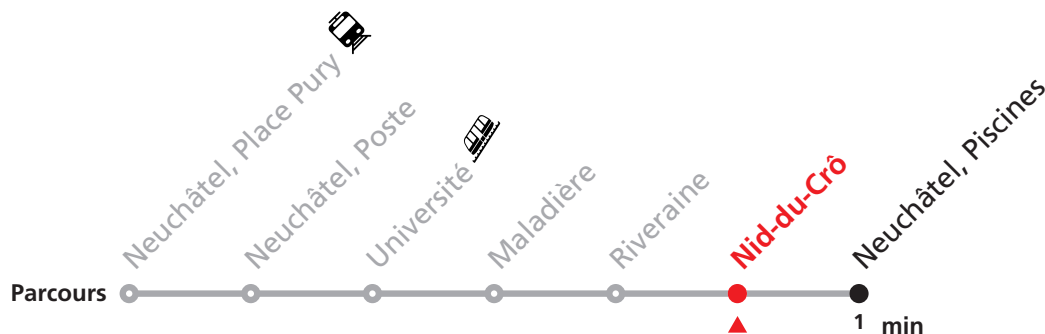 Neuchâtel, Place Pury
Neuchâtel, Poste
Université
Maladière
Riveraine
Nid-du-Crô
Neuchâtel, Piscines
Parcours
1 min